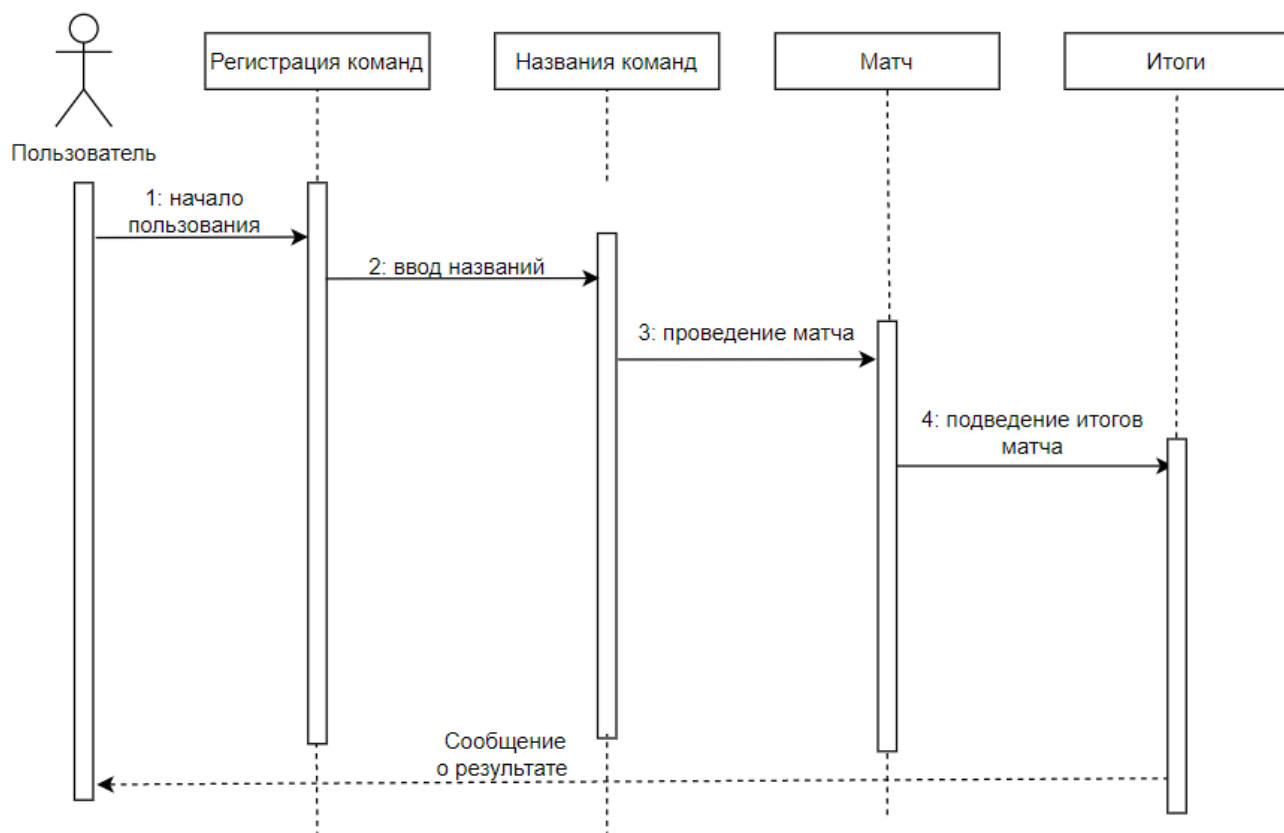 Регистрация команд
Названия команд
Матч
Итоги
Пользователь
1: начало
пользования
2: ввод названий
3: проведение матча
4: подведение итогов
матча
Сообщение
о результате